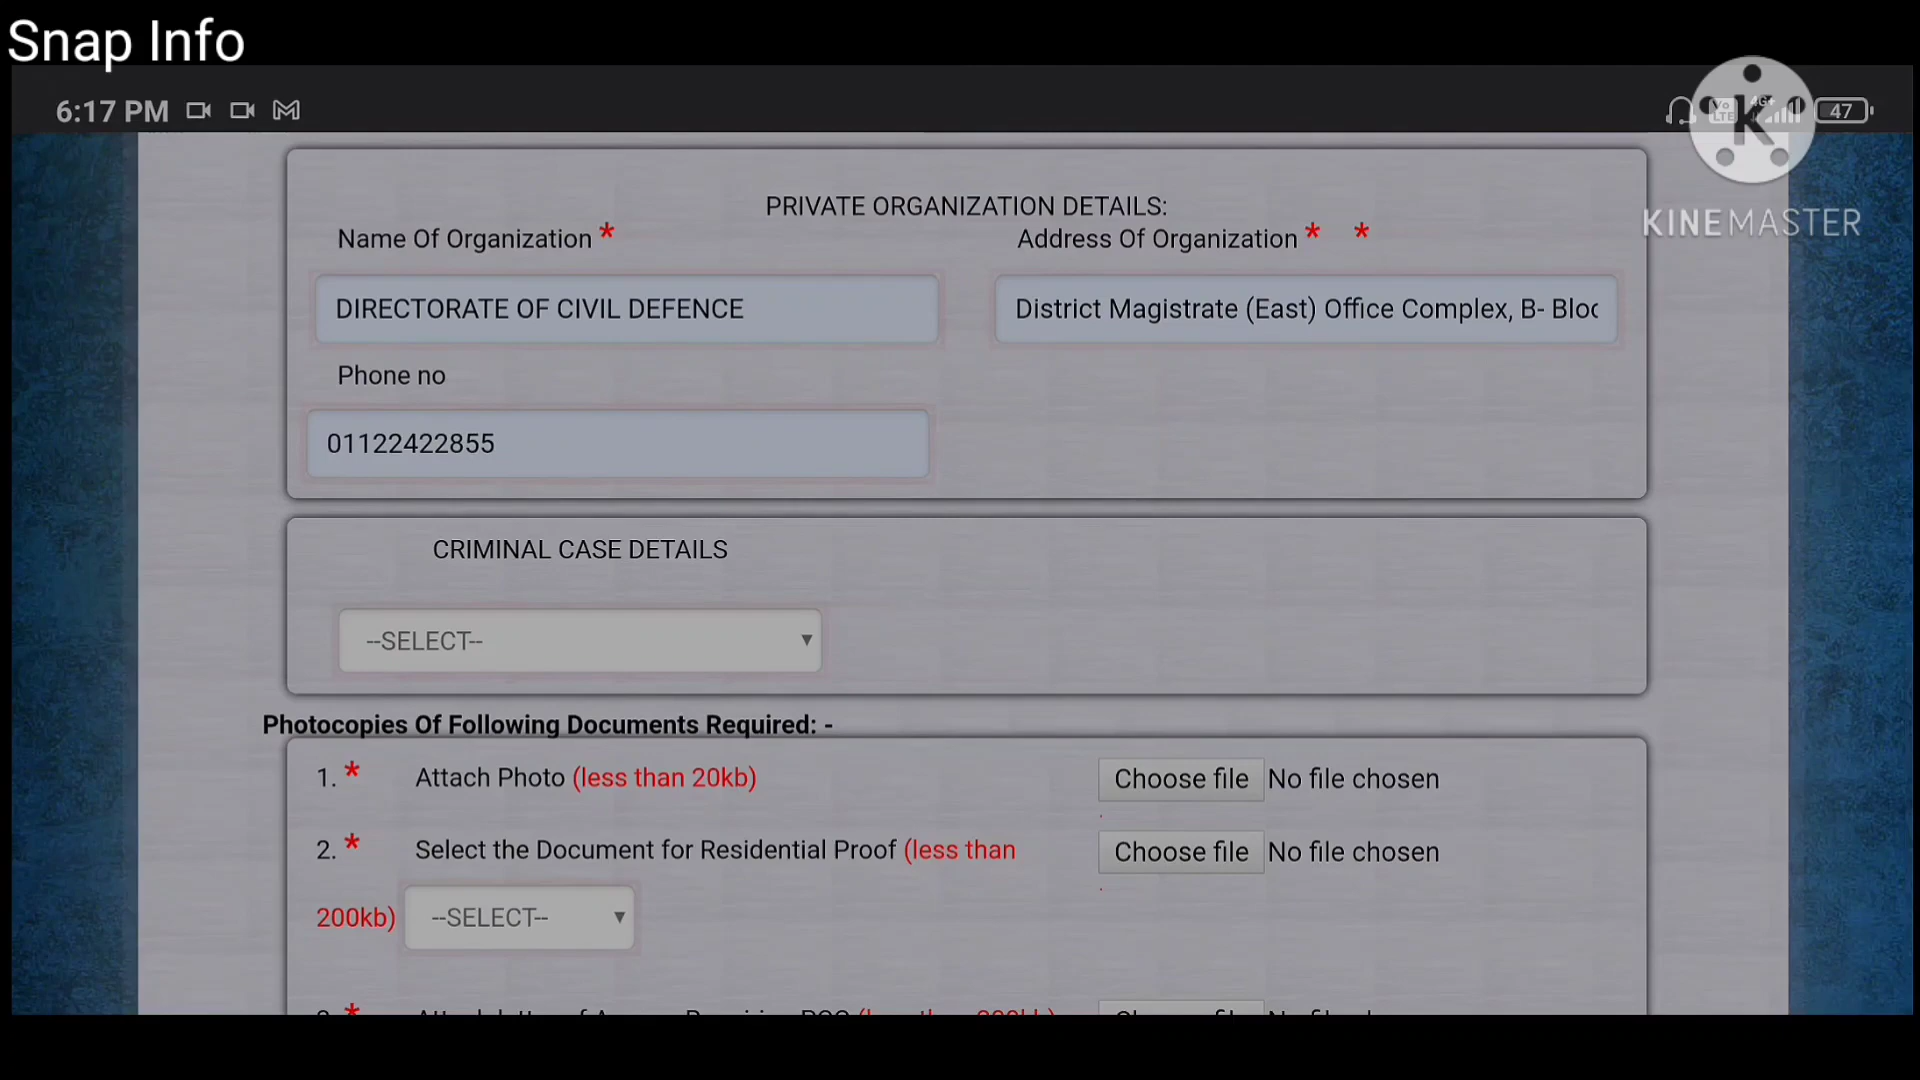 Snap Info
6:17 PM
47
KINEMASTER
PRIVATE ORGANIZATION DETAILS:
Name Of Organization *
Address Of Organization * *
DIRECTORATE OF CIVIL DEFENCE
District Magistrate (East) Office Complex, B- Bloc
Phone no
01122422855
CRIMINAL CASE DETAILS
--SELECT--
Photocopies Of Following Documents Required: -
1. * Attach Photo (less than 20kb) Choose file No file chosen
2. * Select the Document for Residential Proof (less than Choose file No file chosen
200kb) --SELECT--